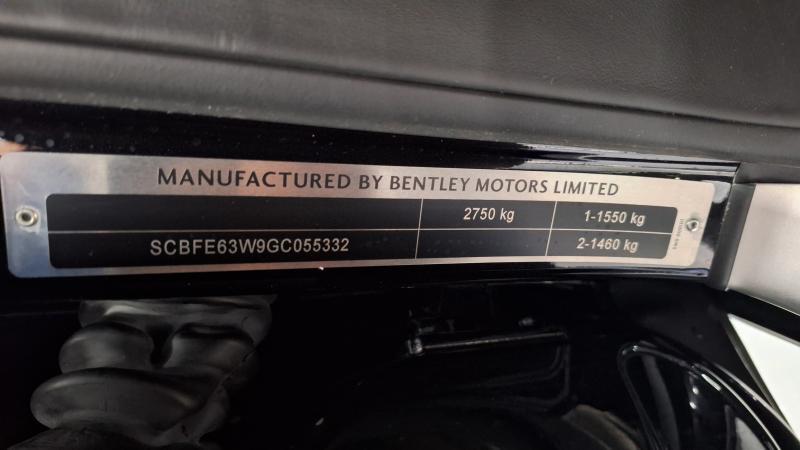 MANUFACTURED BY BENTLEY MOTORS LIMITED
2750 kg 1-1550 kg
SCBFE63W9GC055332 2-1460 kg